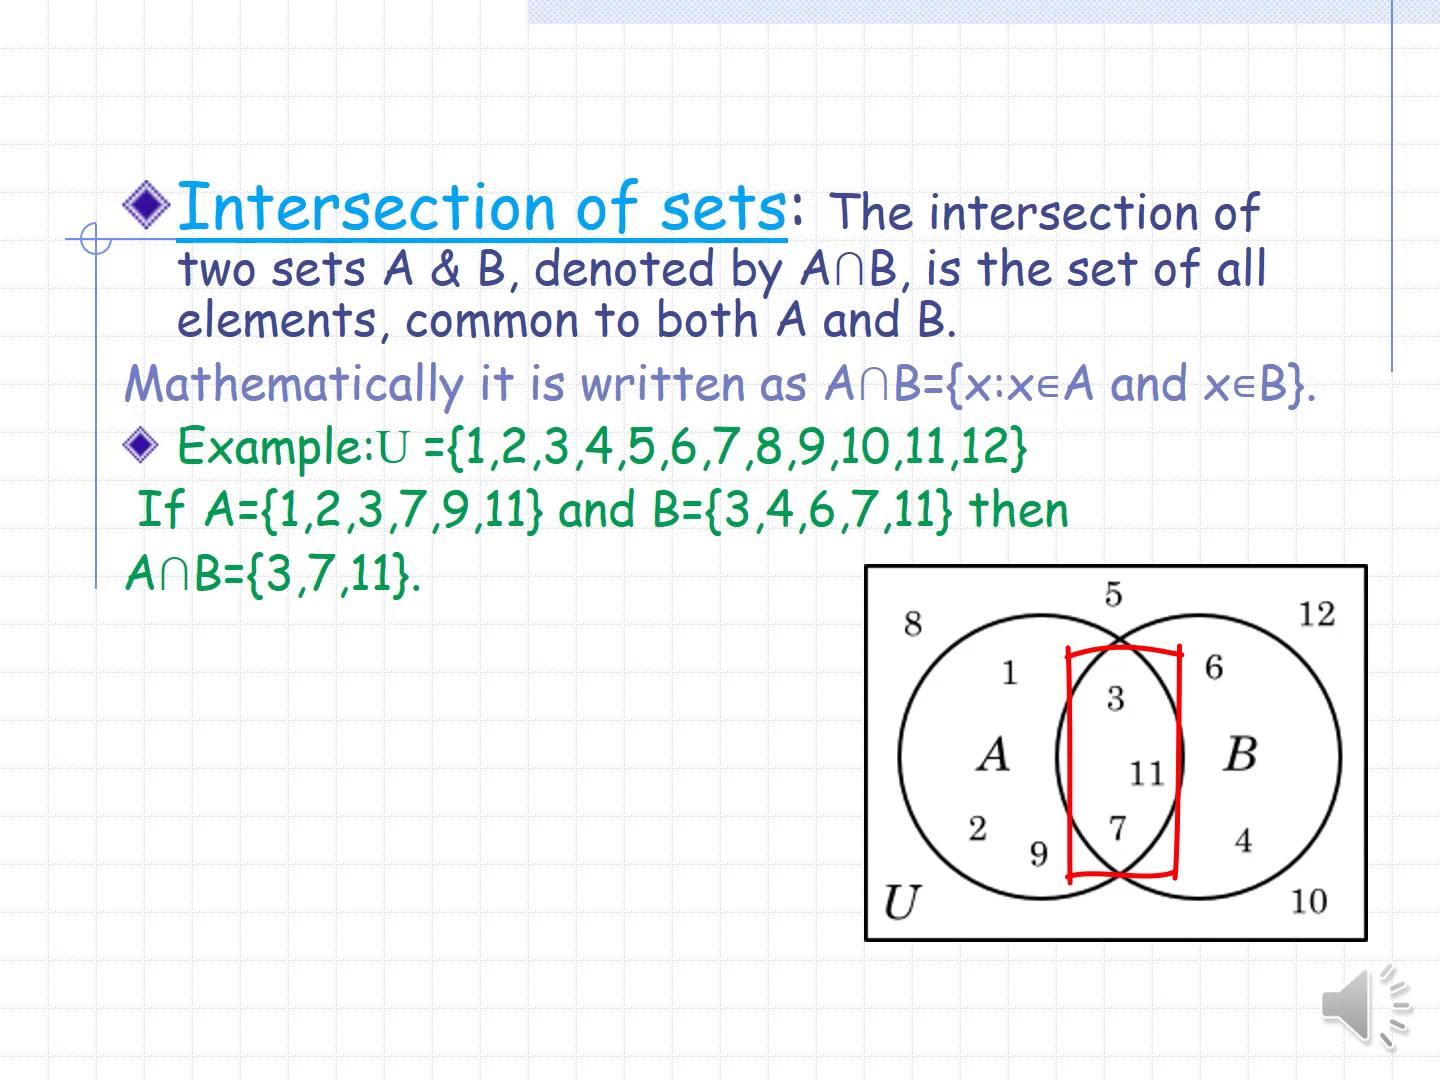 Intersection of sets: The intersection of
two sets A & B, denoted by A∩B, is the set of all
elements, common to both A and B.
Mathematically it is written as A∩B={x:x∈A and x∈B}.
Example:U ={1,2,3,4,5,6,7,8,9,10,11,12}
If A={1,2,3,7,9,11} and B={3,4,6,7,11} then
A∩B={3,7,11}.
5
8
12
1
3
6
A
11
B
2
9
7
4
U
10